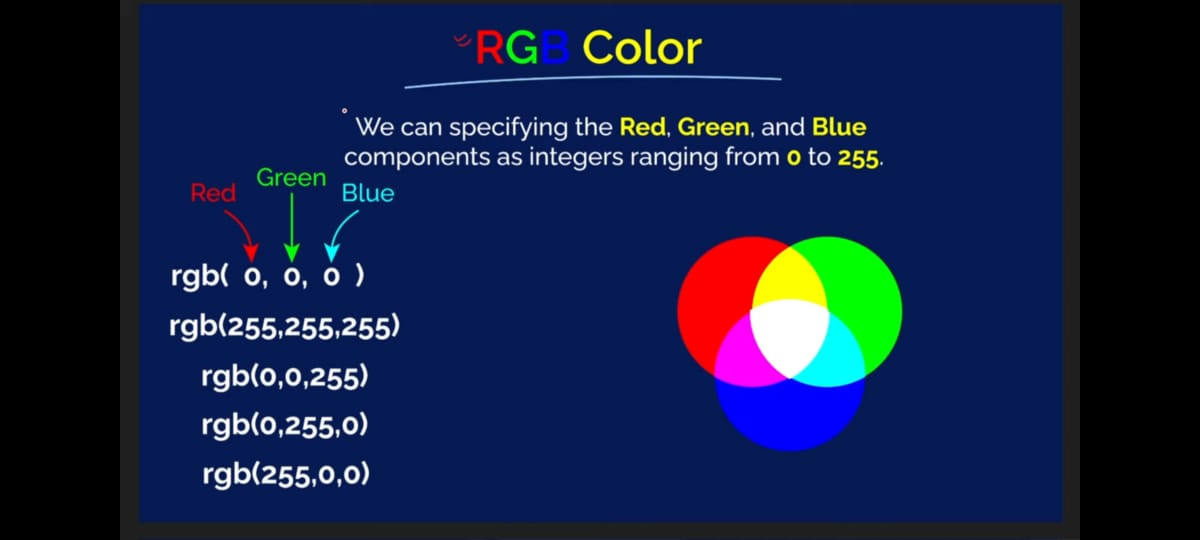 RGB Color
We can specifying the Red, Green, and Blue
components as integers ranging from 0 to 255.
Red Green Blue
rgb( 0, 0, 0 )
rgb(255,255,255)
rgb(0,0,255)
rgb(0,255,0)
rgb(255,0,0)